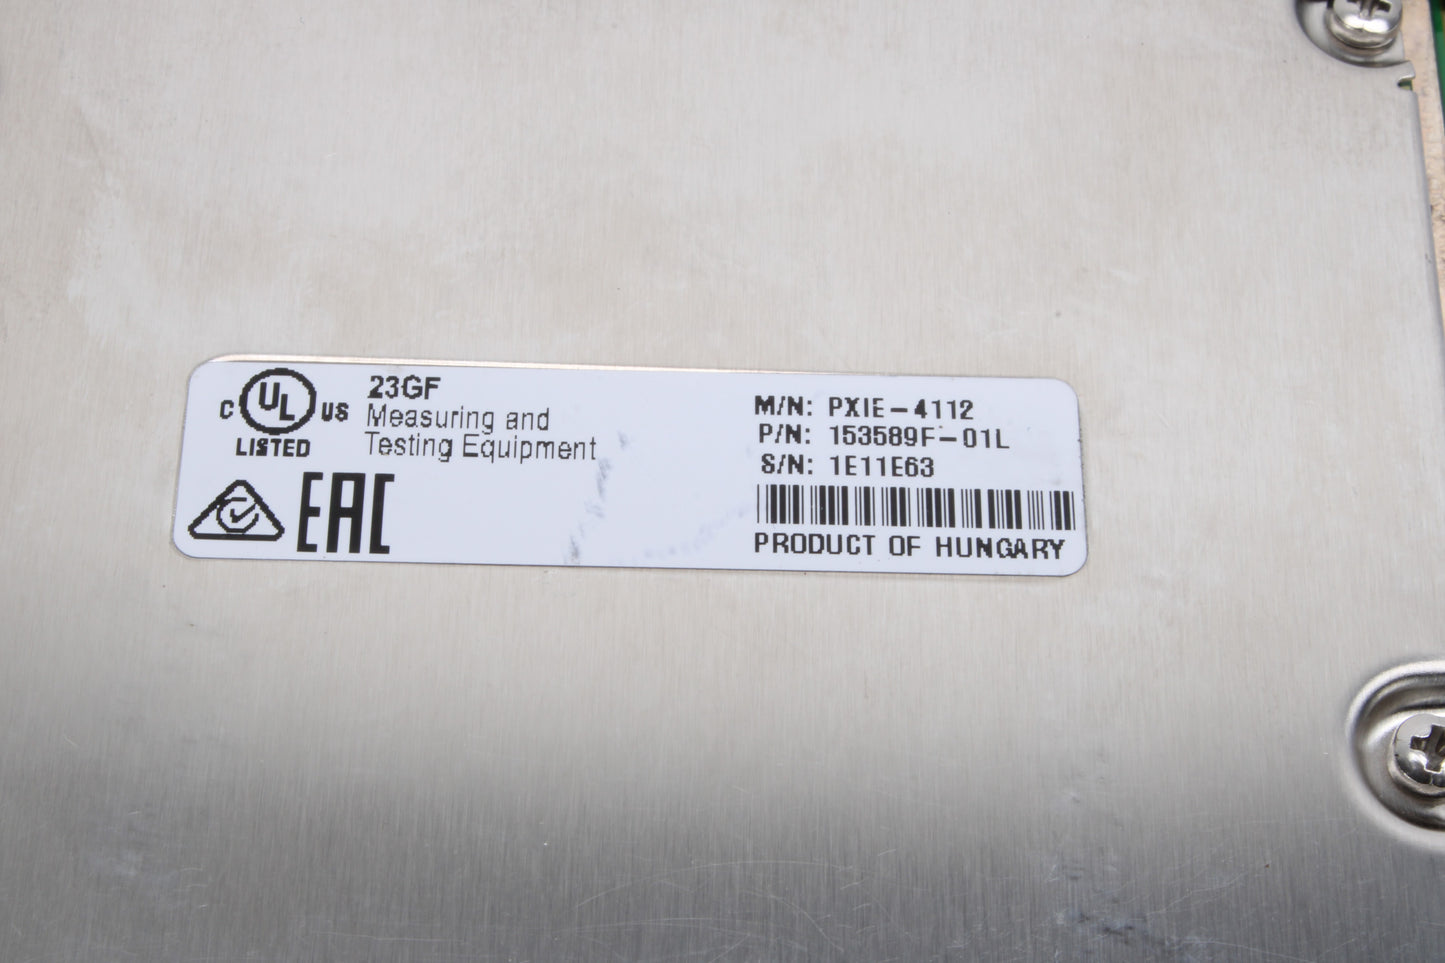 C UL US
LISTED
23GF
Measuring and
Testing Equipment
EAC
M/N: PXIE-4112
P/N: 153589F-01L
S/N: 1E11E63
PRODUCT OF HUNGARY